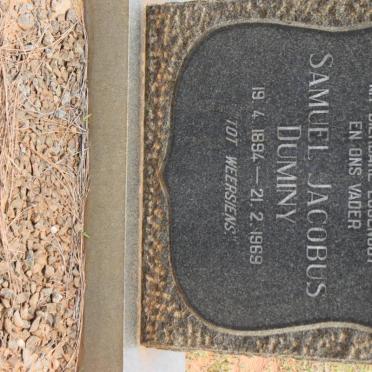 EN ONS VADER
SAMUEL JACOBUS
DUMINY
19. 4. 1894 — 21. 2. 1969
"TOT WEERSIENS."